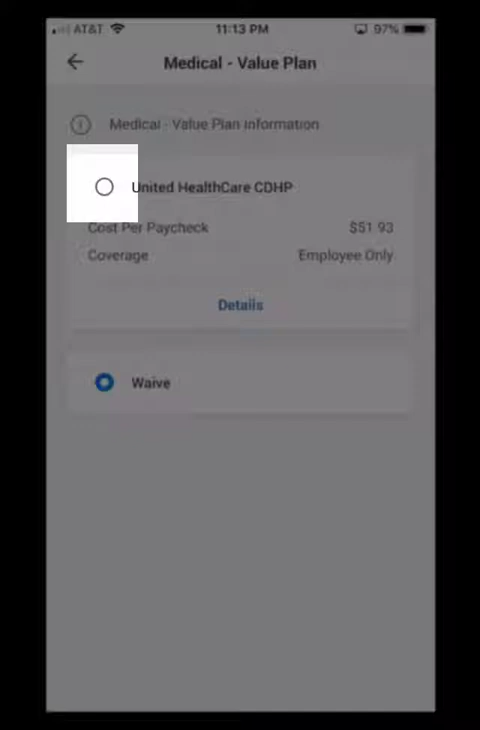 AT&T 11:13 PM 97%
Medical - Value Plan
Medical - Value Plan Information
United HealthCare CDHP
Cost Per Paycheck $51.93
Coverage Employee Only
Details
Waive